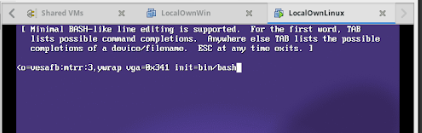 Shared VMs
LocalOwnWin
LocalOwnLinux
[ Minimal BASH-like line editing is supported. For the first word, TAB
lists possible command completions. Anywhere else TAB lists the possible
completions of a device/filename. ESC at any time exits. ]
<o=vesafb:mtrr:3,ywrap vga=0x341 init=bin/bash